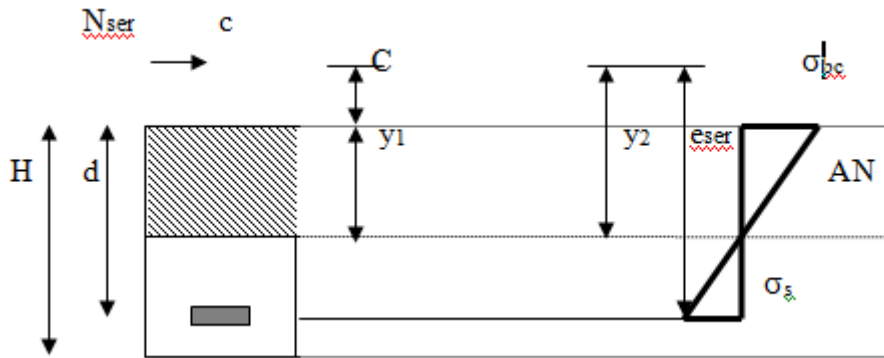 Nser c
C
σbc
y1 y2 eser AN
H d
σs